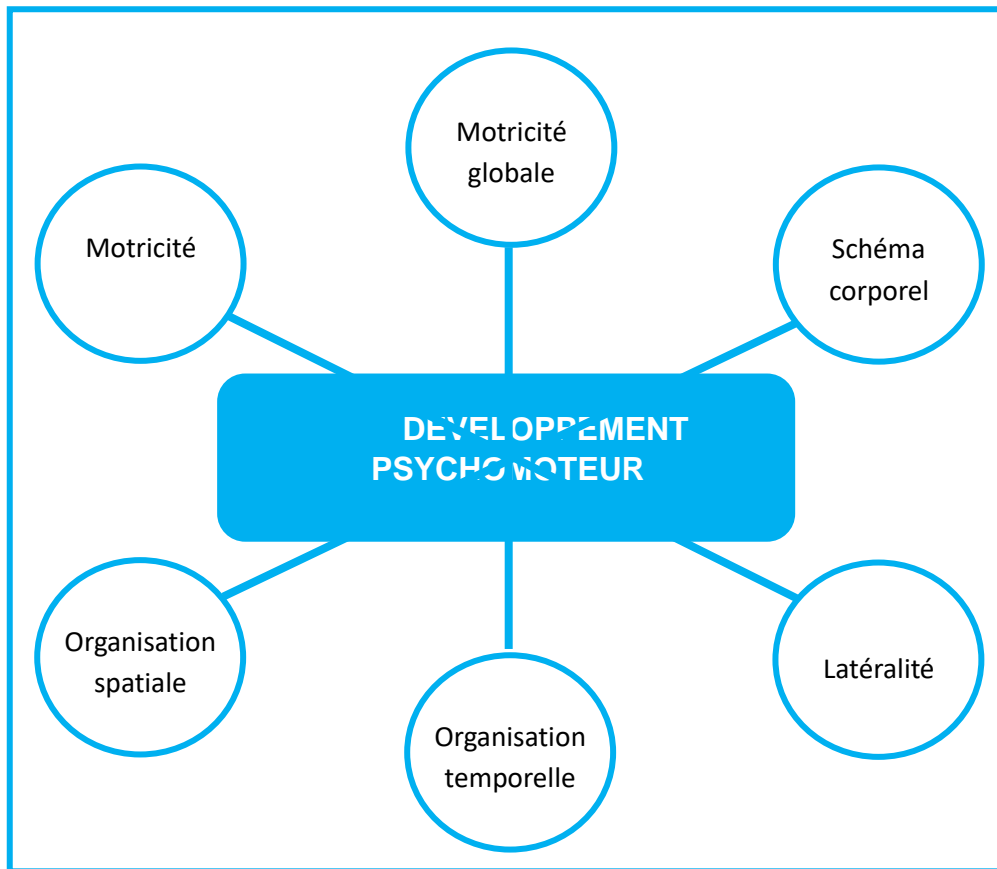 Motricité
globale
Motricité
Schéma
corporel
DEVELOPPEMENT
PSYCHOMOTEUR
Organisation
spatiale
Latéralité
Organisation
temporelle